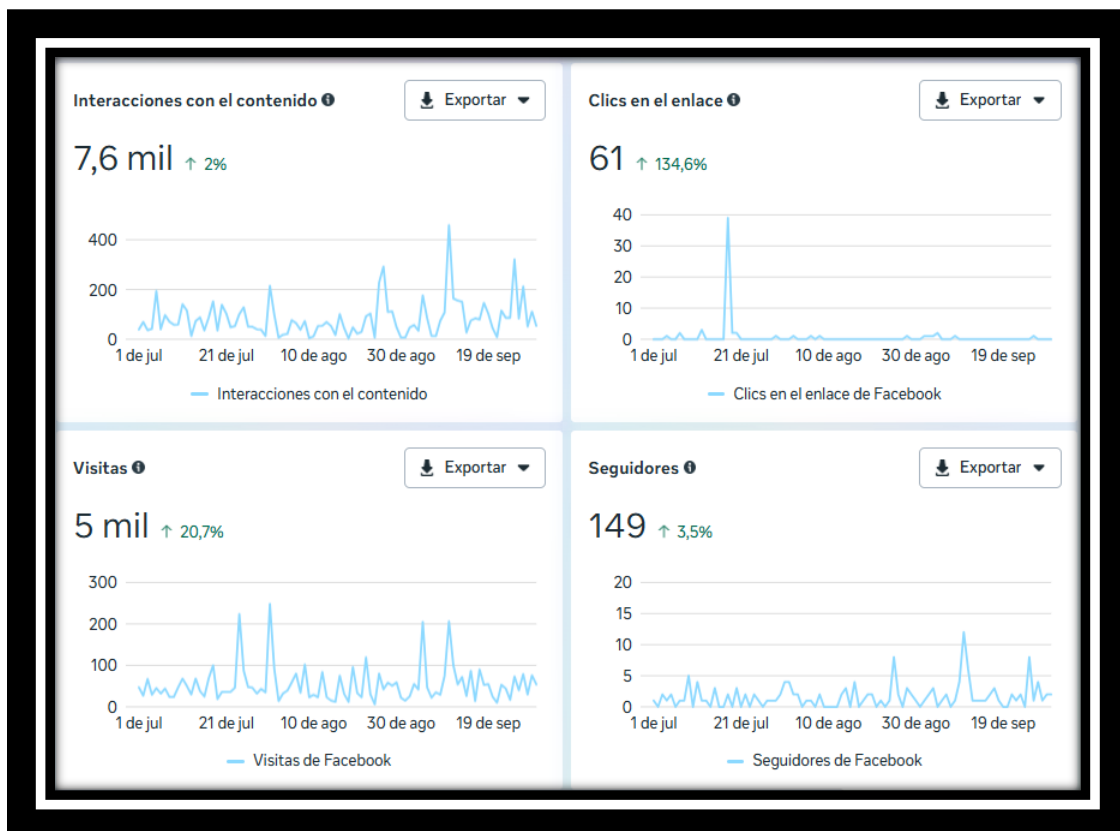 Interacciones con el contenido
Exportar
7,6 mil ↑ 2%
400
200
0
1 de jul 21 de jul 10 de ago 30 de ago 19 de sep
Interacciones con el contenido
Clics en el enlace
Exportar
61 ↑ 134,6%
40
30
20
10
0
1 de jul 21 de jul 10 de ago 30 de ago 19 de sep
Clics en el enlace de Facebook
Visitas
Exportar
5 mil ↑ 20,7%
300
200
100
0
1 de jul 21 de jul 10 de ago 30 de ago 19 de sep
Visitas de Facebook
Seguidores
Exportar
149 ↑ 3,5%
20
15
10
5
0
1 de jul 21 de jul 10 de ago 30 de ago 19 de sep
Seguidores de Facebook